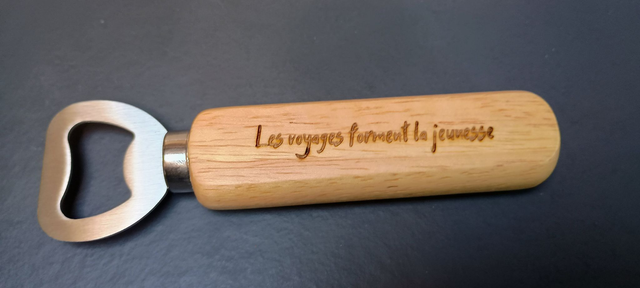 Les voyages forment la jeunesse